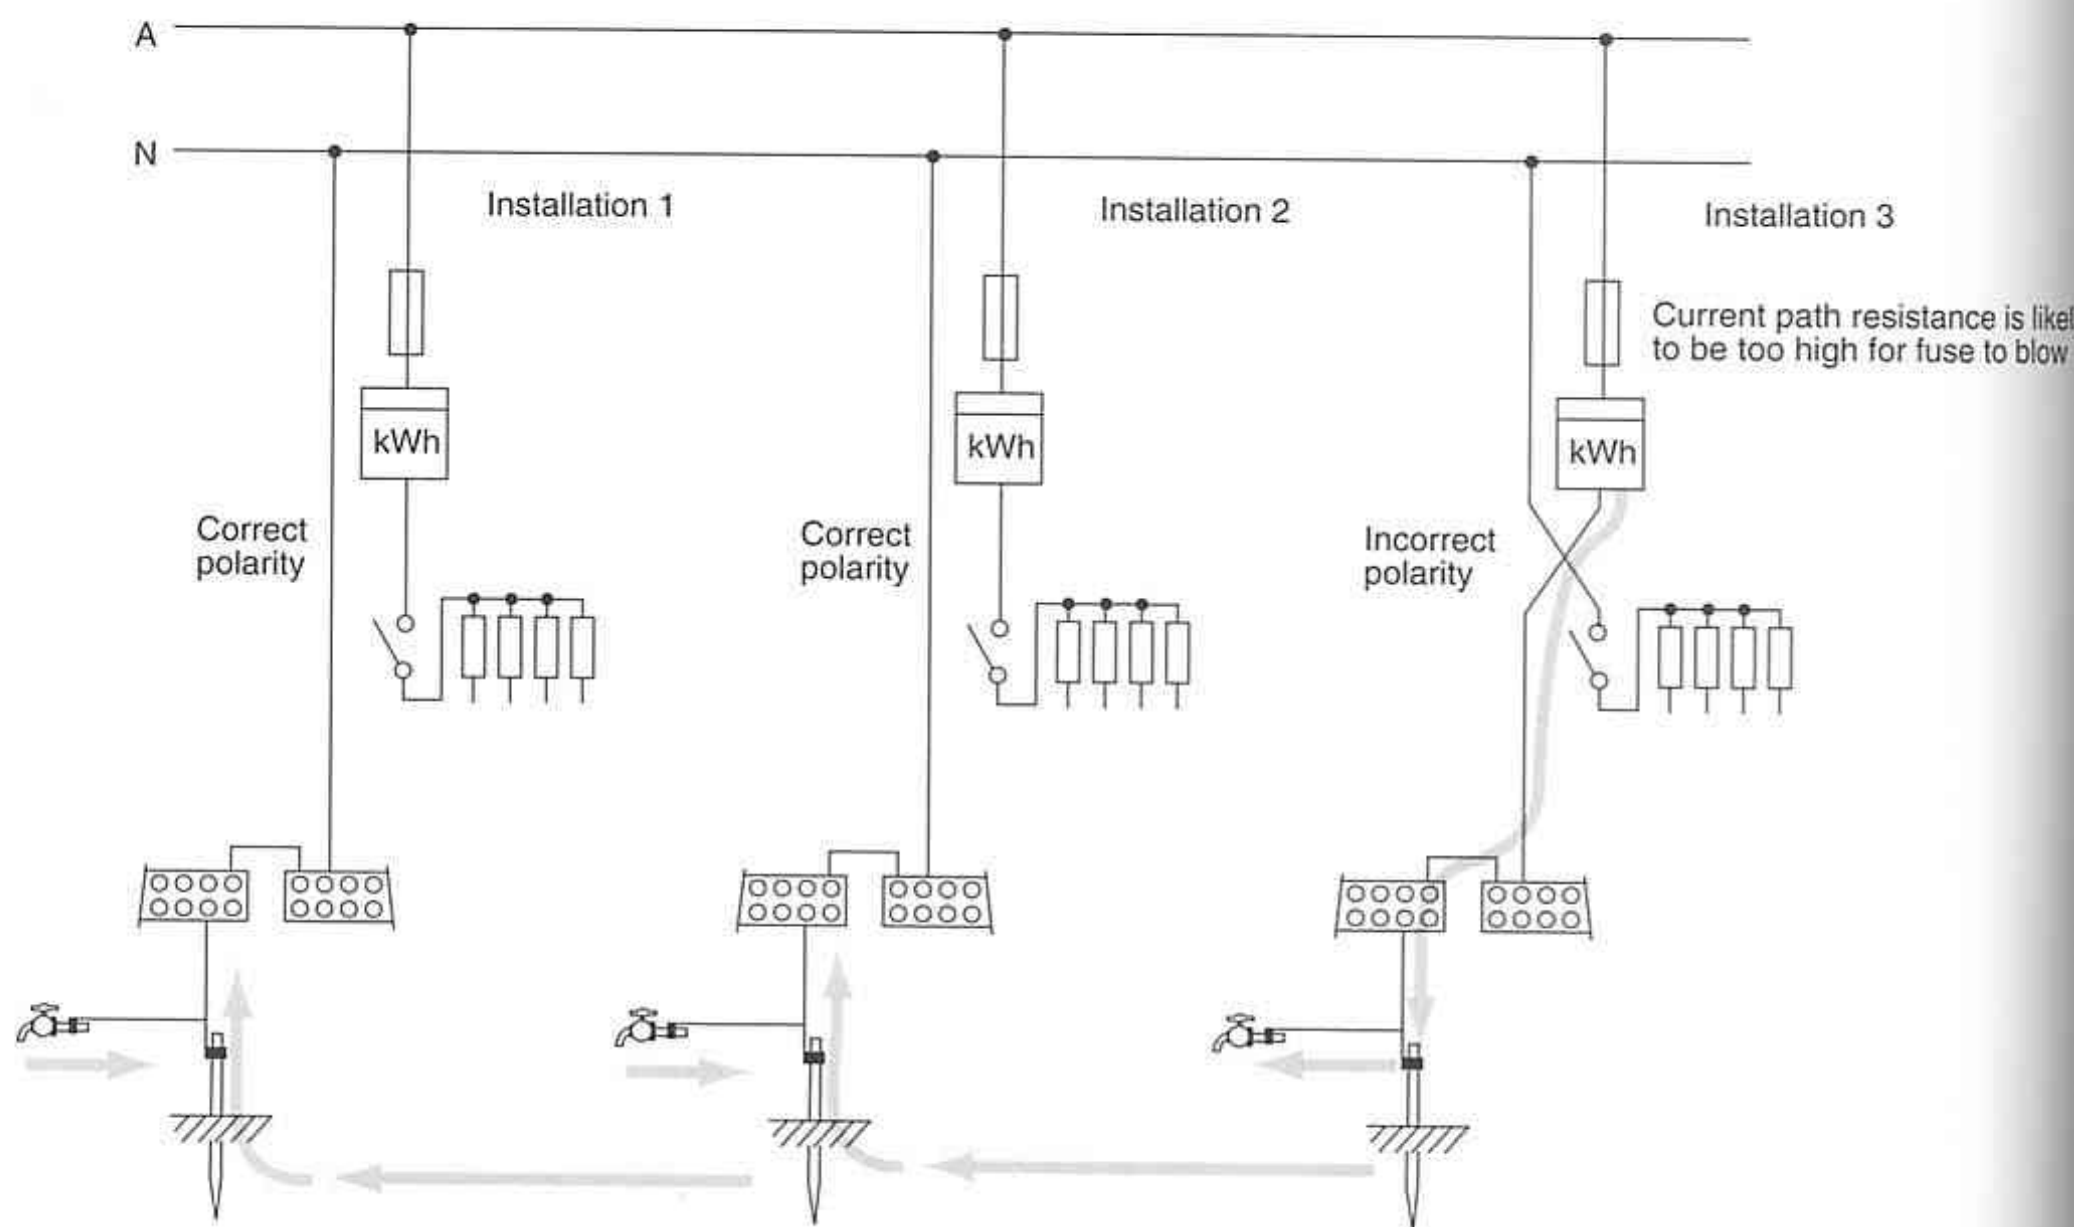 A
N
Installation 1
Installation 2
Installation 3
Current path resistance is
to be too high for fuse to blow
kWh
kWh
kWh
Correct
polarity
Correct
polarity
Incorrect
polarity